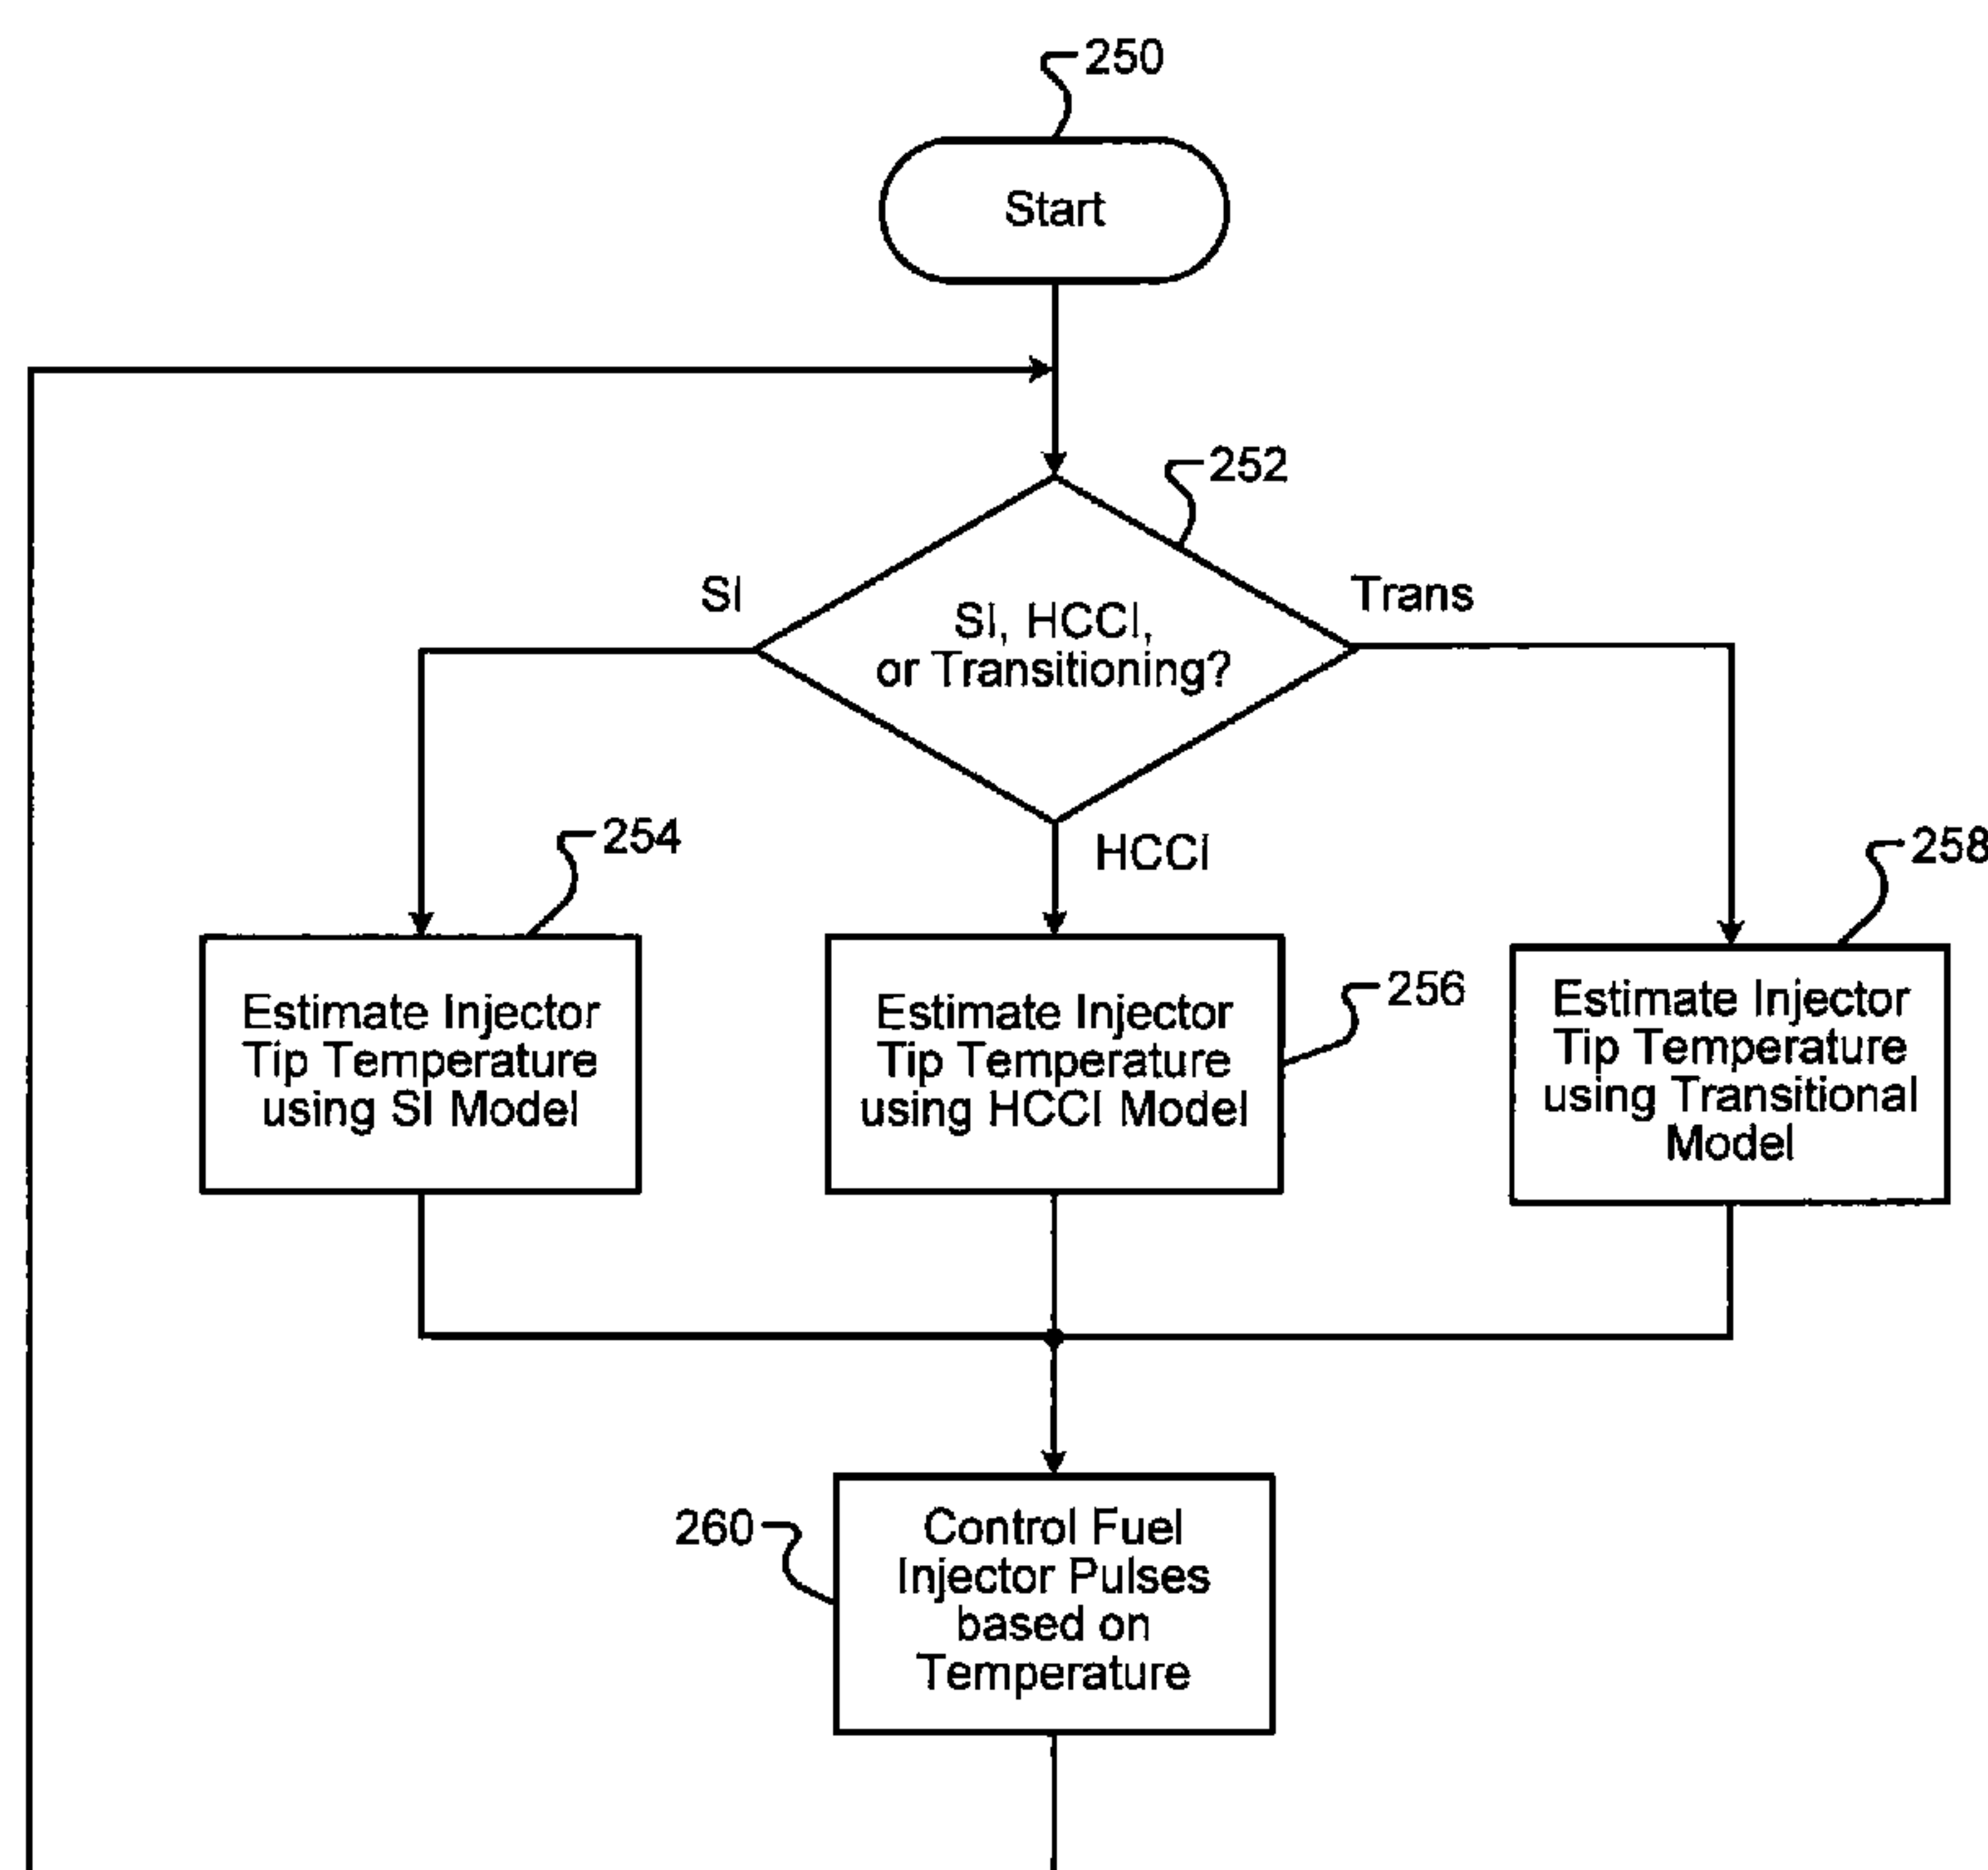 250
Start
252
SI
Trans
SI, HCCI,
or Transitioning?
HCCI
254
258
256
Estimate Injector
Tip Temperature
using SI Model
Estimate Injector
Tip Temperature
using HCCI Model
Estimate Injector
Tip Temperature
using Transitional
Model
260
Control Fuel
Injector Pulses
based on
Temperature